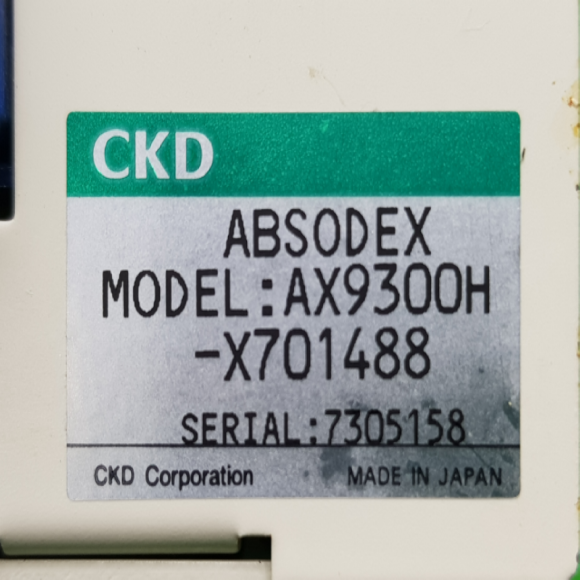 CKD
ABSODEX
MODEL:AX9300H
-X701488
SERIAL:7305158
CKD Corporation MADE IN JAPAN